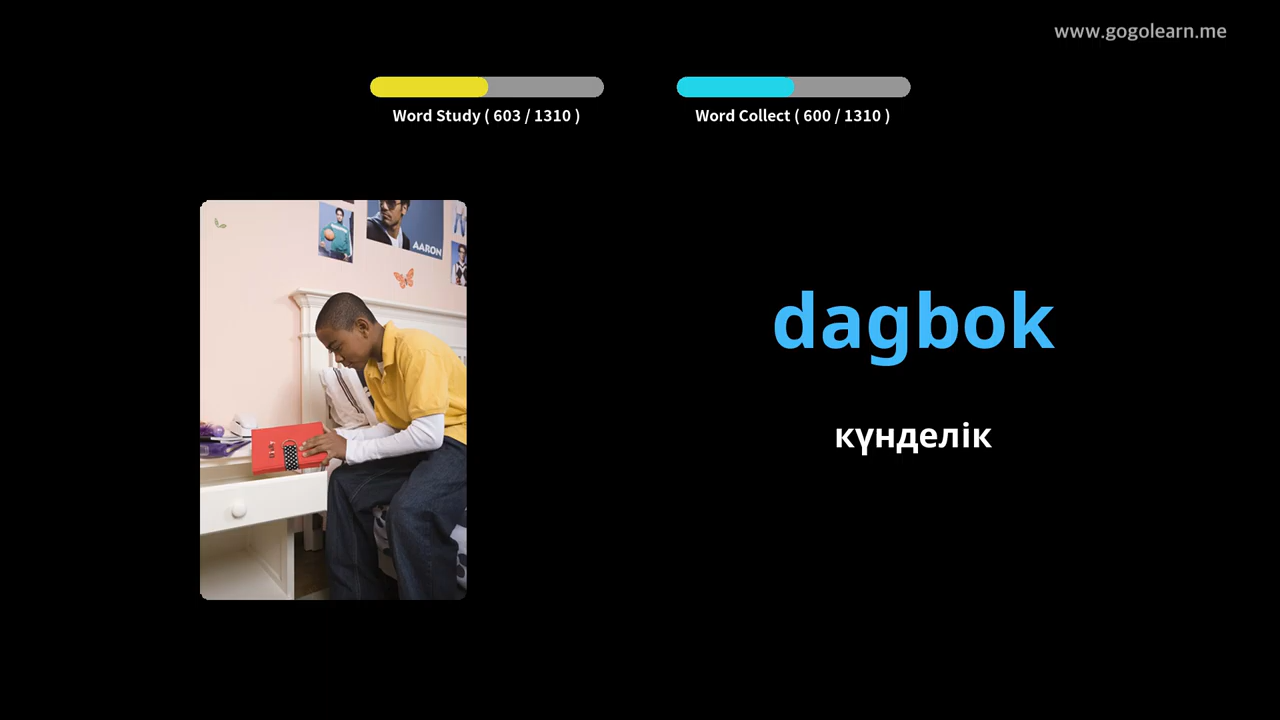 www.gogolearn.me
Word Study ( 603 / 1310 )
Word Collect ( 600 / 1310 )
AARON
dagbok
күнделік